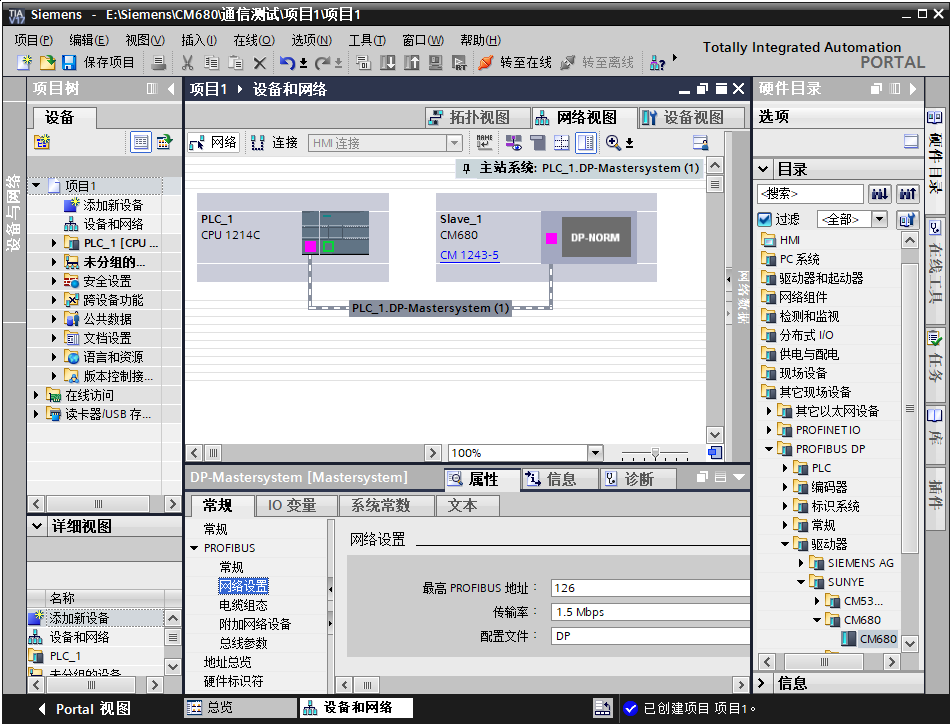 Siemens - E:\Siemens\CM680\通信测试\项目1\项目1
项目(P) 编辑(E) 视图(V) 插入(I) 在线(O) 选项(N) 工具(T) 窗口(W) 帮助(H)
Totally Integrated Automation
PORTAL
保存项目 转至在线 转至离线
项目树
设备
设备与网络
项目1
添加新设备
设备和网络
PLC_1 [CPU ...
未分组的...
安全设置
跨设备功能
公共数据
文档设置
语言和资源
版本控制接...
在线访问
读卡器/USB 存...
详细视图
名称
添加新设备
设备和网络
PLC_1
未分组的设备
项目1 设备和网络
拓扑视图 网络视图 设备视图
网络 连接 HMI 连接
主站系统: PLC_1.DP-Mastersystem (1)
PLC_1
CPU 1214C
Slave_1
CM680
CM 1243-5
DP-NORM
PLC_1.DP-Mastersystem (1)
100%
网络数据
DP-Mastersystem [Mastersystem]
属性 信息 诊断
常规 IO 变量 系统常数 文本
常规
PROFIBUS
常规
网络设置
电缆组态
附加网络设备
总线参数
地址总览
硬件标识符
网络设置
最高 PROFIBUS 地址: 126
传输率: 1.5 Mbps
配置文件: DP
硬件目录
选项
目录
<搜索>
过滤 <全部>
HMI
PC 系统
驱动器和起动器
网络组件
检测和监视
分布式 I/O
供电与配电
现场设备
其它现场设备
其它以太网设备
PROFINET IO
PROFIBUS DP
PLC
编码器
标识系统
常规
驱动器
SIEMENS AG
SUNYE
CM53...
CM680
CM680
信息
硬件目录
在线工具
任务
库
插件
Portal 视图
总览
设备和网络
已创建项目 项目1。